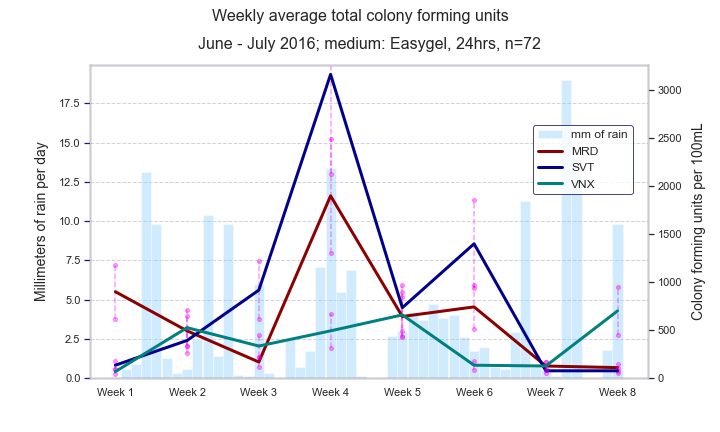 Weekly average total colony forming units
June - July 2016; medium: Easygel, 24hrs, n=72
Millimeters of rain per day
17.5
15.0
12.5
10.0
7.5
5.0
2.5
0.0
3000
2500
2000
1500
1000
500
0
Colony forming units per 100mL
mm of rain
MRD
SVT
VNX
Week 1 Week 2 Week 3 Week 4 Week 5 Week 6 Week 7 Week 8